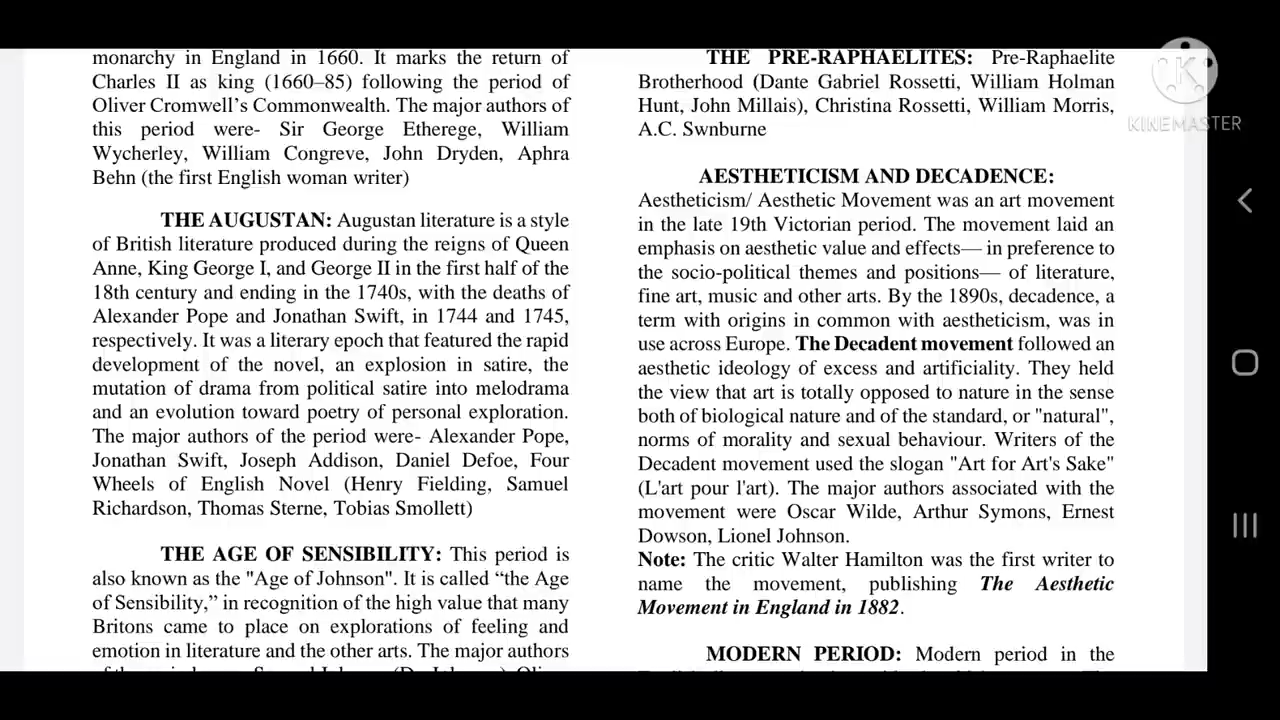 monarchy in England in 1660. It marks the return of
Charles II as king (1660–85) following the period of
Oliver Cromwell's Commonwealth. The major authors of
this period were- Sir George Etherege, William
Wycherley, William Congreve, John Dryden, Aphra
Behn (the first English woman writer)
THE AUGUSTAN: Augustan literature is a style
of British literature produced during the reigns of Queen
Anne, King George I, and George II in the first half of the
18th century and ending in the 1740s, with the deaths of
Alexander Pope and Jonathan Swift, in 1744 and 1745,
respectively. It was a literary epoch that featured the rapid
development of the novel, an explosion in satire, the
mutation of drama from political satire into melodrama
and an evolution toward poetry of personal exploration.
The major authors of the period were- Alexander Pope,
Jonathan Swift, Joseph Addison, Daniel Defoe, Four
Wheels of English Novel (Henry Fielding, Samuel
Richardson, Thomas Sterne, Tobias Smollett)
THE AGE OF SENSIBILITY: This period is
also known as the "Age of Johnson". It is called “the Age
of Sensibility,” in recognition of the high value that many
Britons came to place on explorations of feeling and
emotion in literature and the other arts. The major authors
THE PRE-RAPHAELITES: Pre-Raphaelite
Brotherhood (Dante Gabriel Rossetti, William Holman
Hunt, John Millais), Christina Rossetti, William Morris,
A.C. Swnburne
AESTHETICISM AND DECADENCE:
Aestheticism/ Aesthetic Movement was an art movement
in the late 19th Victorian period. The movement laid an
emphasis on aesthetic value and effects— in preference to
the socio-political themes and positions— of literature,
fine art, music and other arts. By the 1890s, decadence, a
term with origins in common with aestheticism, was in
use across Europe. The Decadent movement followed an
aesthetic ideology of excess and artificiality. They held
the view that art is totally opposed to nature in the sense
both of biological nature and of the standard, or "natural",
norms of morality and sexual behaviour. Writers of the
Decadent movement used the slogan "Art for Art's Sake"
(L'art pour l'art). The major authors associated with the
movement were Oscar Wilde, Arthur Symons, Ernest
Dowson, Lionel Johnson.
Note: The critic Walter Hamilton was the first writer to
name the movement, publishing The Aesthetic
Movement in England in 1882.
MODERN PERIOD: Modern period in the
KINEMASTER